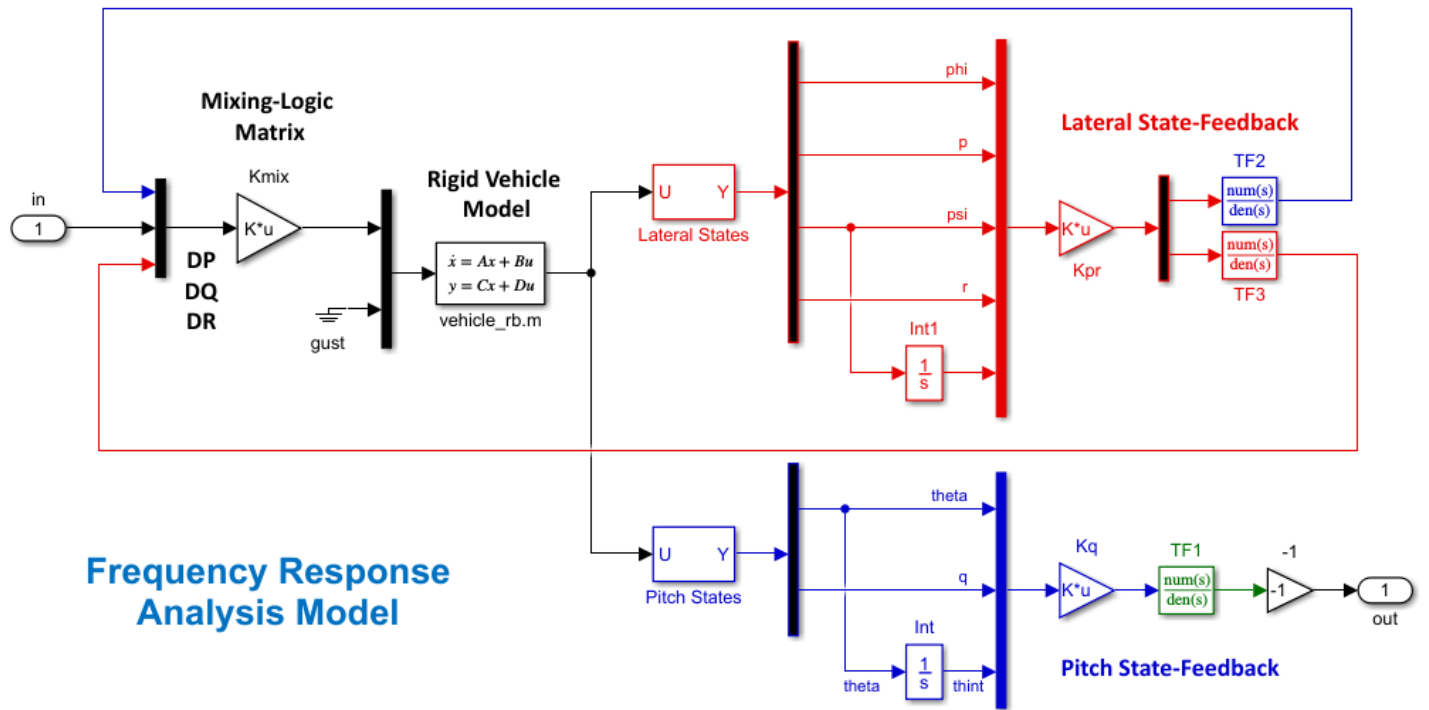 Mixing-Logic
Matrix
Kmix
K*u
in
1
DP
DQ
DR
gust
Rigid Vehicle
Model
ẋ = Ax + Bu
y = Cx + Du
vehicle_rb.m
U Y
Lateral States
phi
p
psi
r
Int1
1
s
Lateral State-Feedback
K*u
Kpr
TF2
num(s)
den(s)
num(s)
den(s)
TF3
Frequency Response
Analysis Model
U Y
Pitch States
theta
q
Int
theta
1
s
thint
Kq
K*u
TF1
num(s)
den(s)
-1
-1
1
out
Pitch State-Feedback